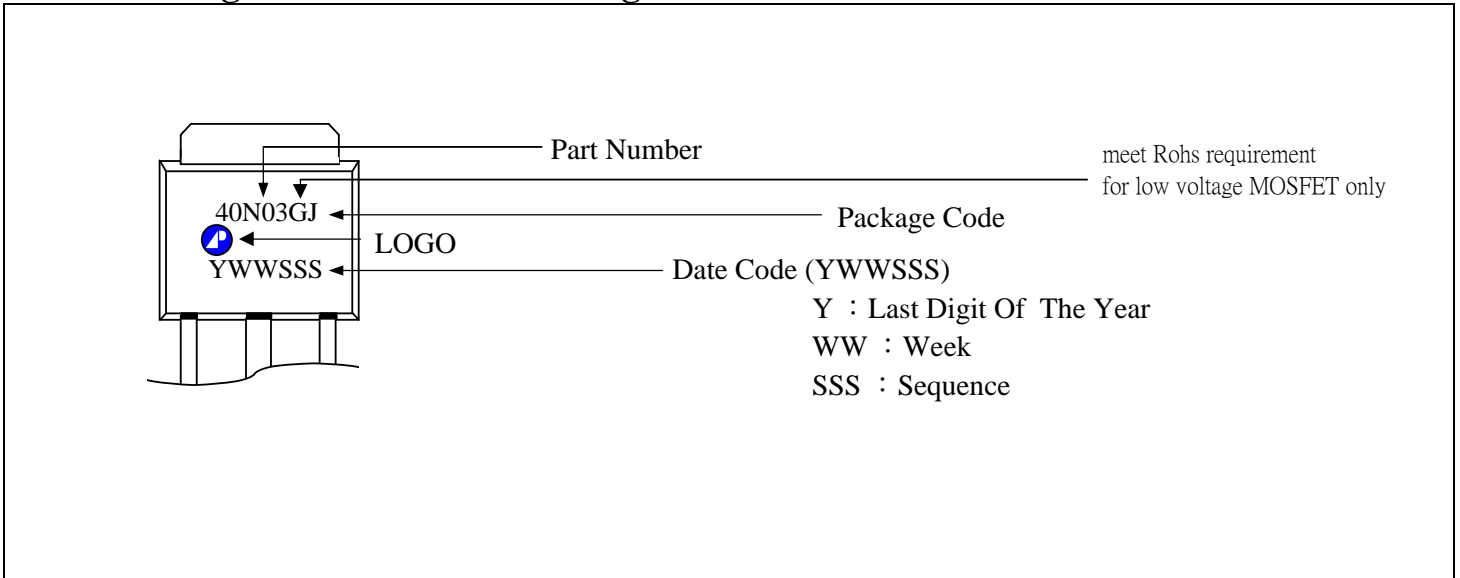 Part Number
meet Rohs requirement
for low voltage MOSFET only
40N03GJ
Package Code
LOGO
YWWSSS
Date Code (YWWSSS)
Y ：Last Digit Of The Year
WW ：Week
SSS ：Sequence